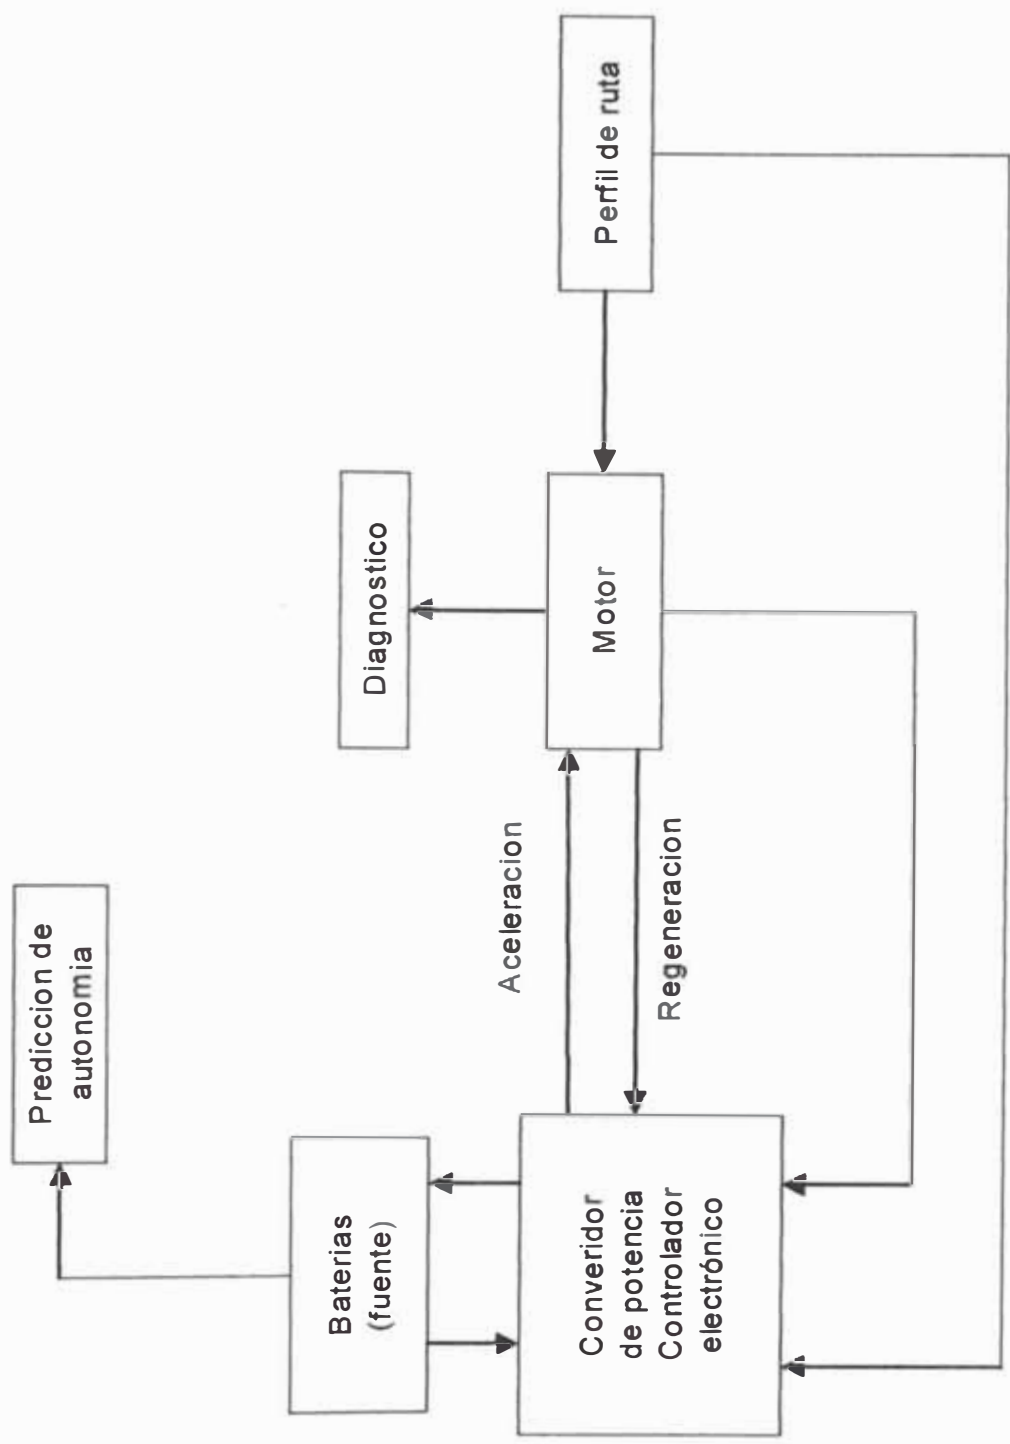 Prediccion de
autonomia
Baterias
(fuente)
Diagnostico
Perfil de ruta
Aceleracion
Motor
Regeneracion
Converidor
de potencia
Controlador
electrónico